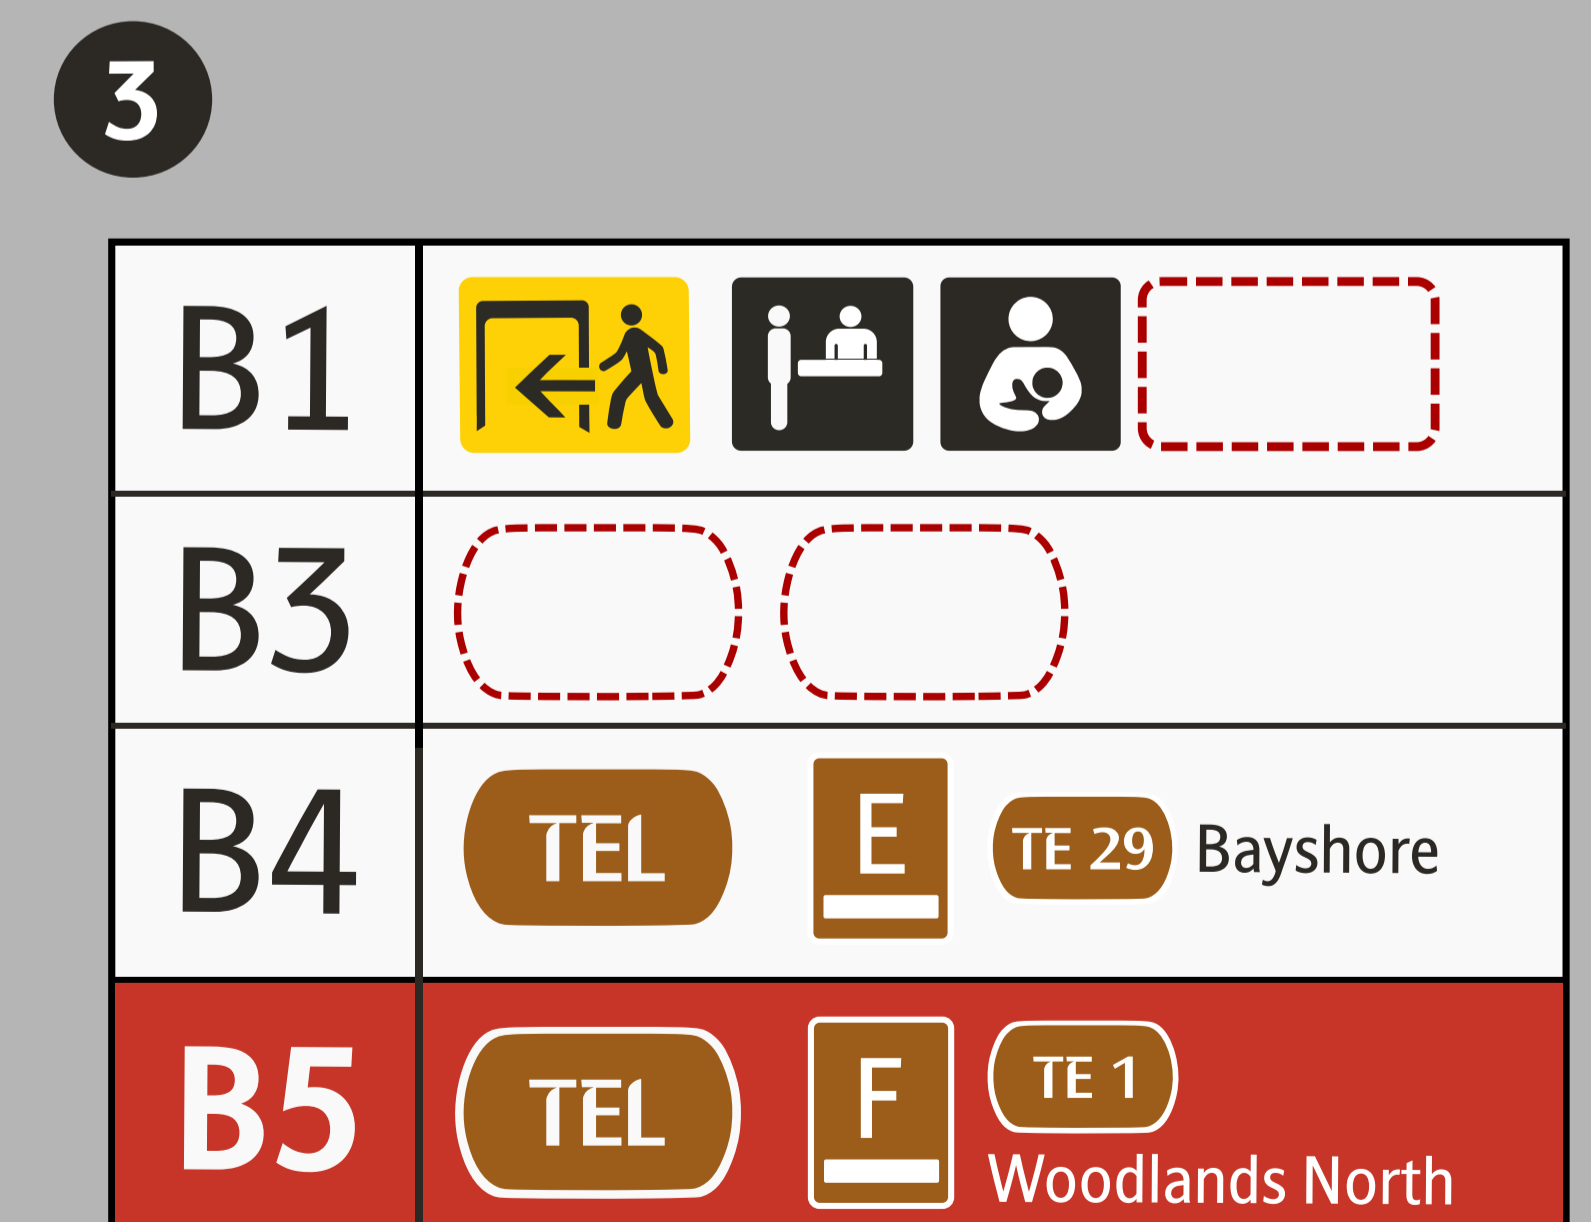 3
B1
B3
B4 TEL E TE 29 Bayshore
B5 TEL F TE 1
Woodlands North